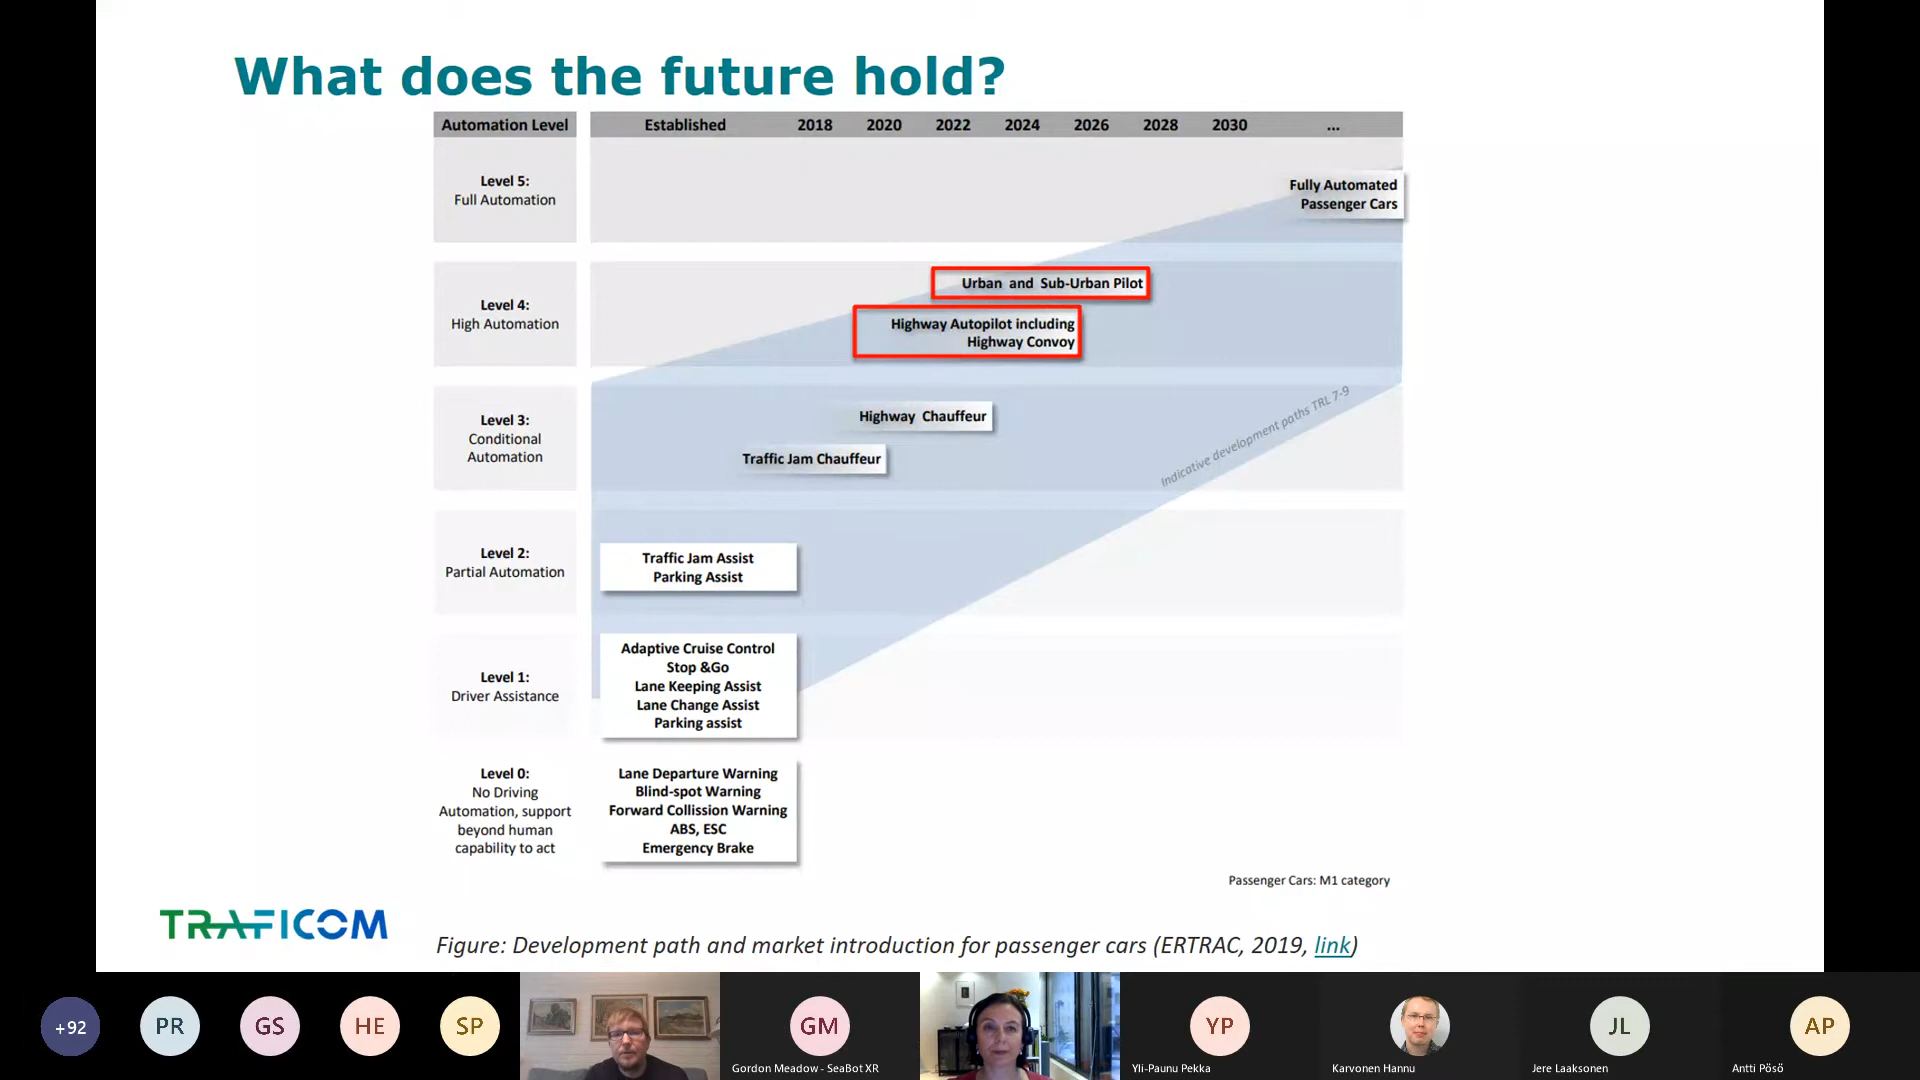 What does the future hold?
Automation Level
Established 2018 2020 2022 2024 2026 2028 2030 ...
Level 5:
Full Automation
Fully Automated
Passenger Cars
Level 4:
High Automation
Urban and Sub-Urban Pilot
Highway Autopilot including
Highway Convoy
Level 3:
Conditional
Automation
Highway Chauffeur
Traffic Jam Chauffeur
Indicative development paths TRL 7-9
Level 2:
Partial Automation
Traffic Jam Assist
Parking Assist
Level 1:
Driver Assistance
Adaptive Cruise Control
Stop &Go
Lane Keeping Assist
Lane Change Assist
Parking assist
Level 0:
No Driving
Automation, support
beyond human
capability to act
Lane Departure Warning
Blind-spot Warning
Forward Collision Warning
ABS, ESC
Emergency Brake
Passenger Cars: M1 category
TRAFICOM
Figure: Development path and market introduction for passenger cars (ERTRAC, 2019, link)
+92
PR
GS
HE
SP
GM
Gordon Meadow - SeaBot XR
YP
Yli-Paunu Pekka
Karvonen Hannu
JL
Jere Laaksonen
AP
Antti Pösö